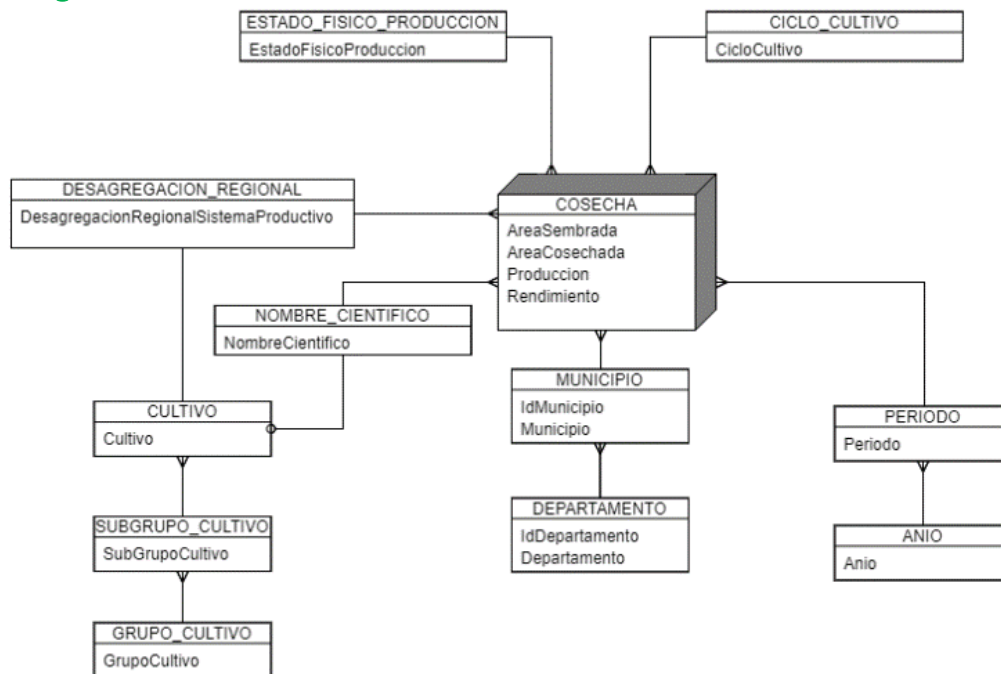 ESTADO_FISICO_PRODUCCION
EstadoFisicoProduccion
CICLO_CULTIVO
CicloCultivo
DESAGREGACION_REGIONAL
DesagregacionRegionalSistemaProductivo
COSECHA
AreaSembrada
AreaCosechada
Produccion
Rendimiento
NOMBRE_CIENTIFICO
NombreCientifico
CULTIVO
Cultivo
MUNICIPIO
IdMunicipio
Municipio
PERIODO
Periodo
SUBGRUPO_CULTIVO
SubGrupoCultivo
DEPARTAMENTO
IdDepartamento
Departamento
ANIO
Anio
GRUPO_CULTIVO
GrupoCultivo